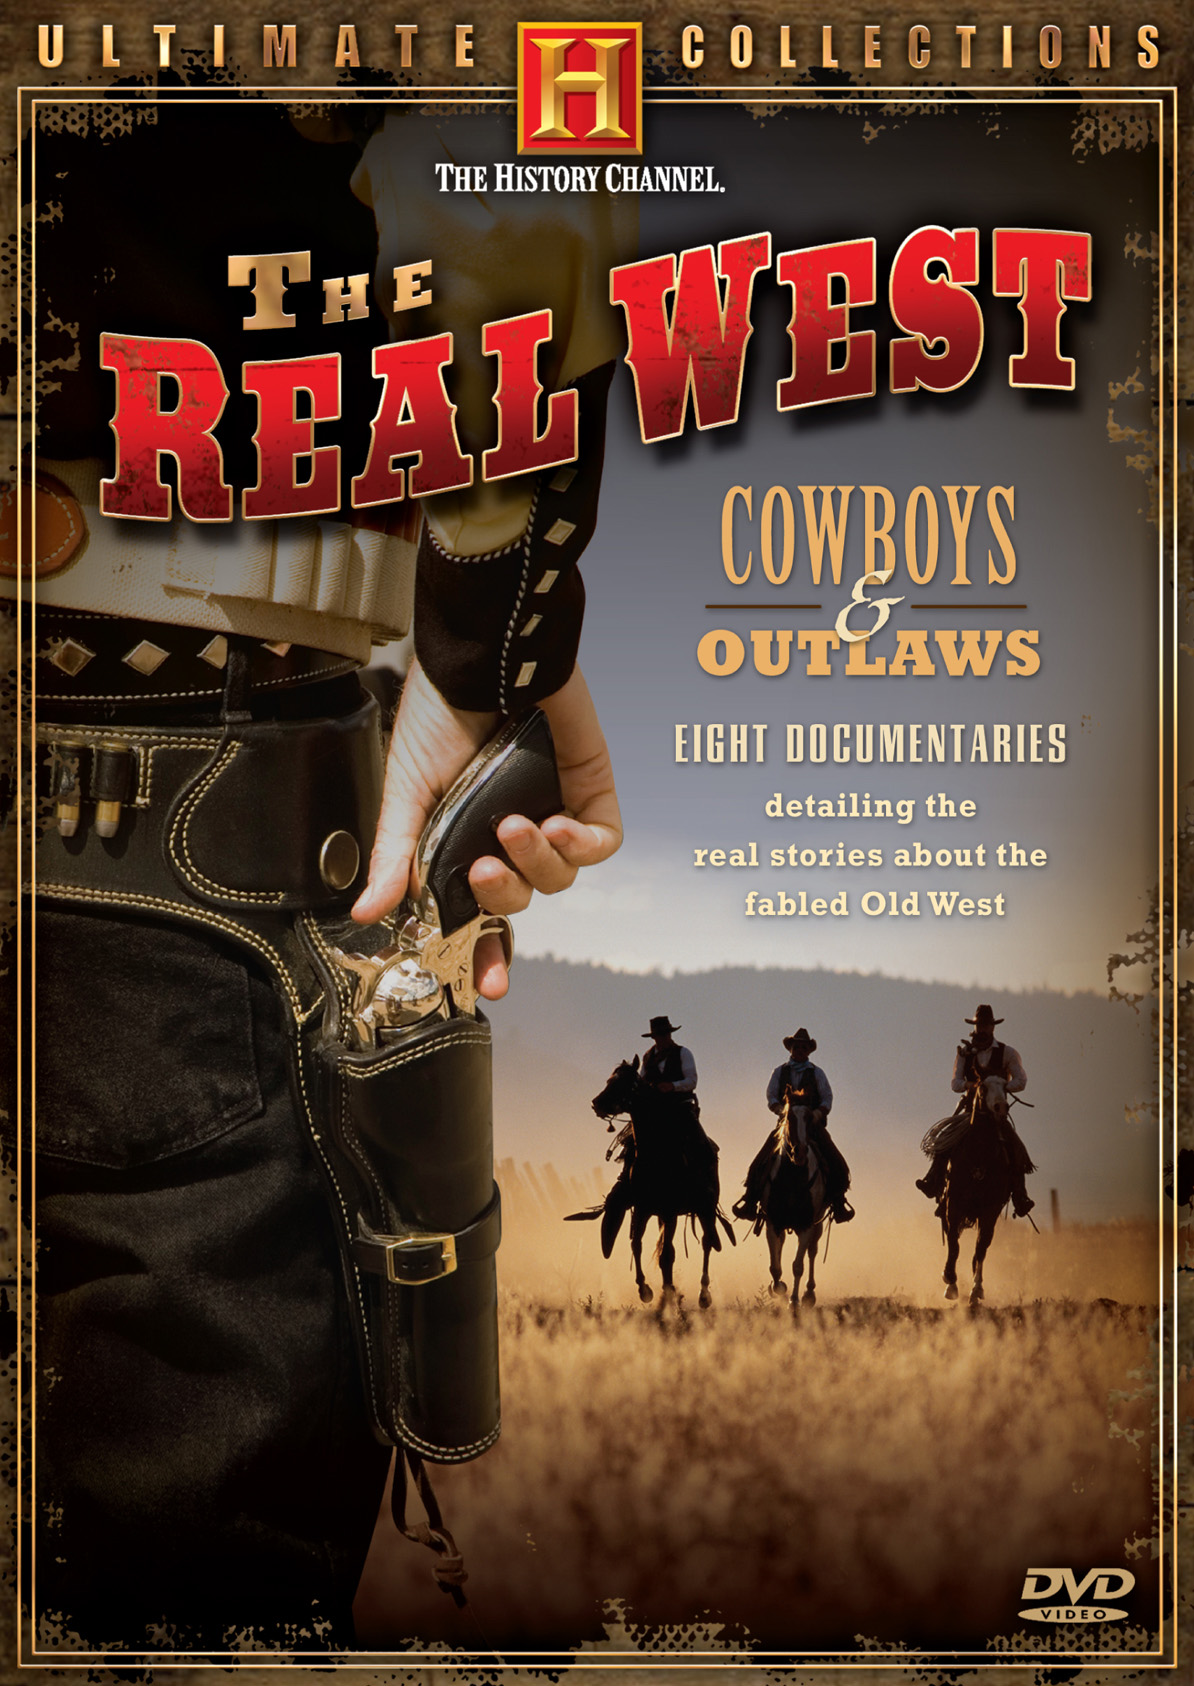 ULTIMATE H COLLECTIONS
THE HISTORY CHANNEL.
THE
REAL WEST
COWBOYS
&
OUTLAWS
EIGHT DOCUMENTARIES
detailing the
real stories about the
fabled Old West
DVD
VIDEO